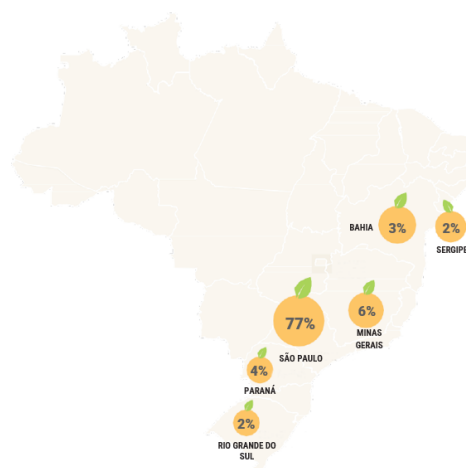 BAHIA
3%
2%
SERGIPE
77%
SÃO PAULO
6%
MINAS
GERAIS
4%
PARANÁ
2%
RIO GRANDE DO
SUL